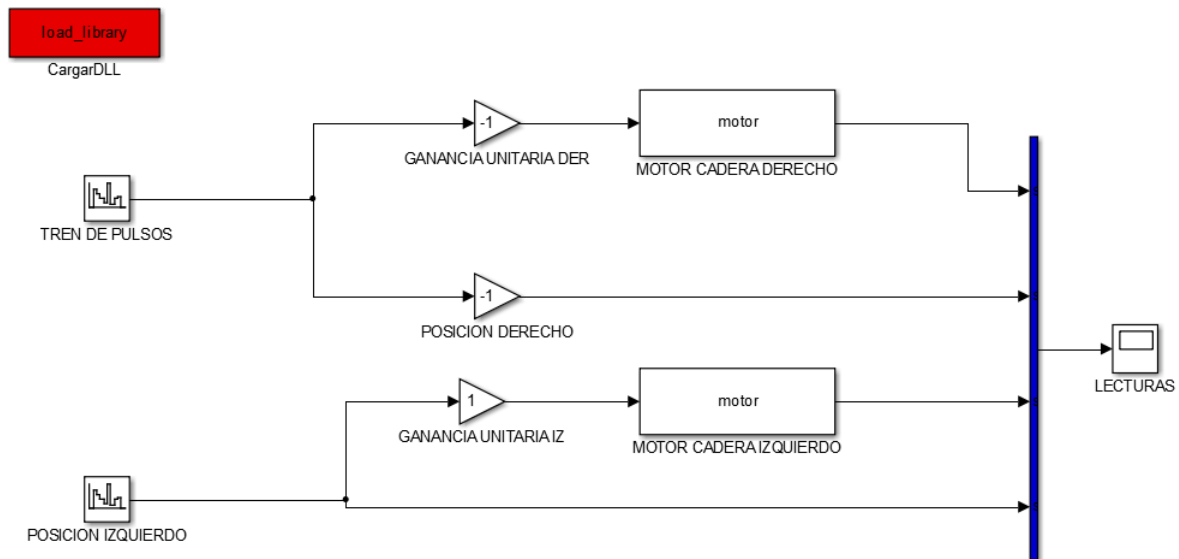 load_library
CargarDLL
-1
motor
GANANCIA UNITARIA DER
MOTOR CADERA DERECHO
TREN DE PULSOS
-1
POSICION DERECHO
LECTURAS
1
motor
GANANCIA UNITARIA IZ
MOTOR CADERA IZQUIERDO
POSICION IZQUIERDO